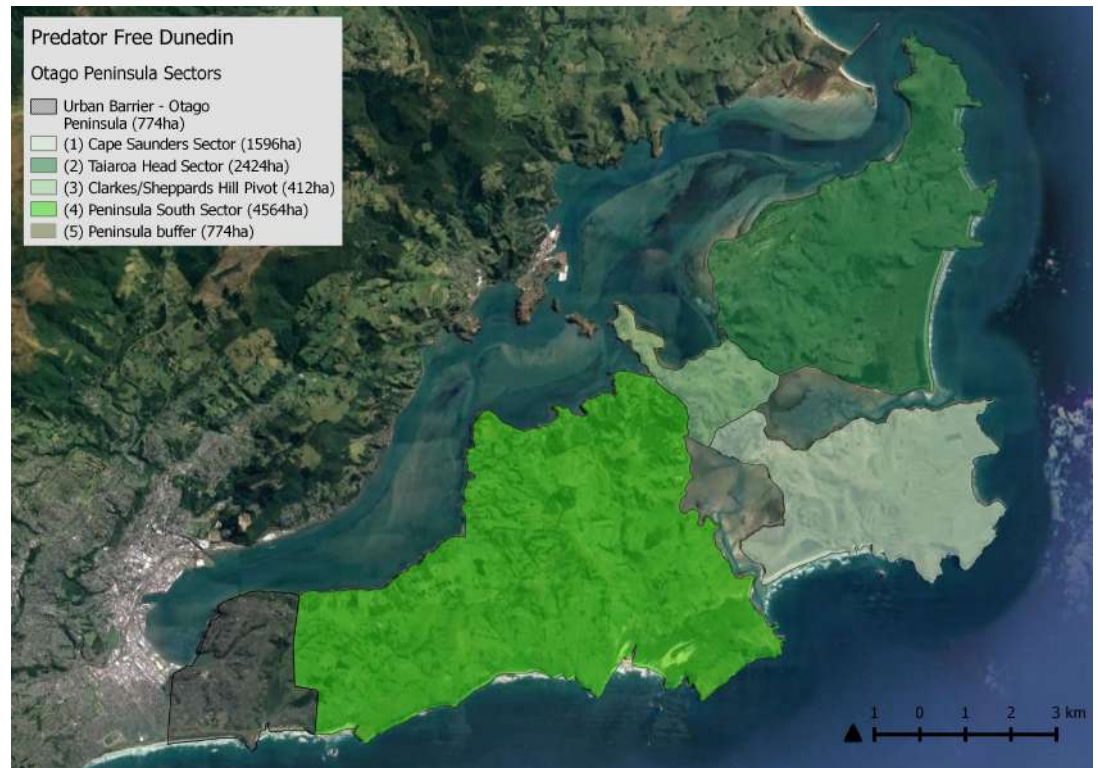 Predator Free Dunedin
Otago Peninsula Sectors
Urban Barrier - Otago
Peninsula (774ha)
(1) Cape Saunders Sector (1596ha)
(2) Taiaroa Head Sector (2424ha)
(3) Clarkes/Sheppards Hill Pivot (412ha)
(4) Peninsula South Sector (4564ha)
(5) Peninsula buffer (774ha)
1 0 1 2 3 km